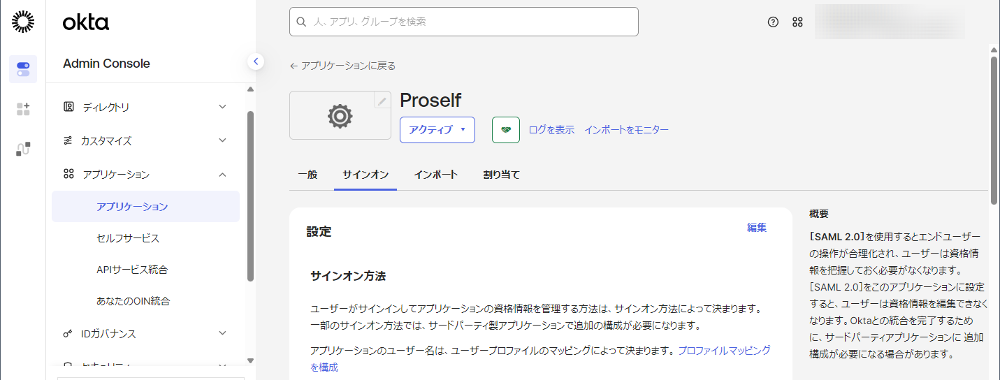 okta
人、アプリ、グループを検索
Admin Console
ディレクトリ
カスタマイズ
アプリケーション
アプリケーション
セルフサービス
APIサービス統合
あなたのOIN統合
IDガバナンス
セキュリティ
← アプリケーションに戻る
Proself
アクティブ
ログを表示
インポートをモニター
一般
サインオン
インポート
割り当て
設定
編集
サインオン方法
ユーザーがサインインしてアプリケーションの資格情報を管理する方法は、サインオン方法によって決まります。
一部のサインオン方法では、サードパーティ製アプリケーションで追加の構成が必要になります。
アプリケーションのユーザー名は、ユーザープロファイルのマッピングによって決まります。 プロファイルマッピング
を構成
概要
[SAML 2.0]を使用するとエンドユーザー
の操作が合理化され、ユーザーは資格情
報を把握しておく必要がなくなります。
[SAML 2.0]をこのアプリケーションに設定
すると、ユーザーは資格情報を編集できなく
なります。Oktaとの統合を完了するため
に、サードパーティアプリケーションに 追加
構成が必要になる場合があります。